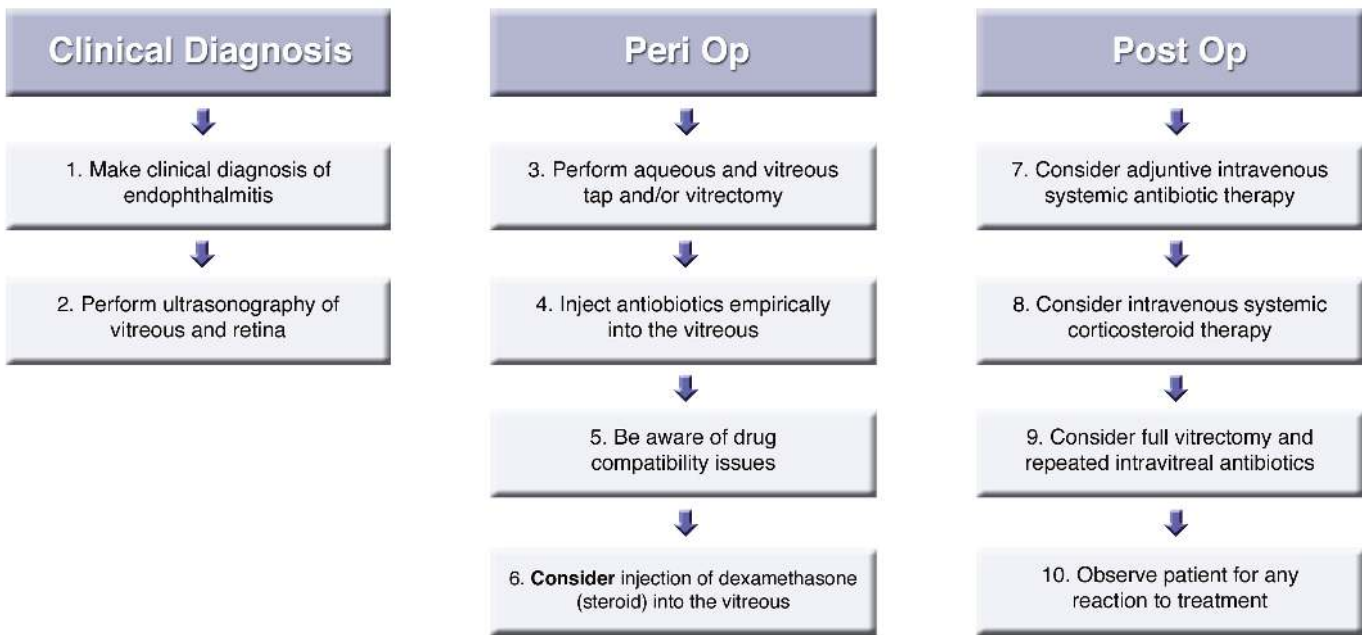 Clinical Diagnosis
1. Make clinical diagnosis of
endophthalmitis
2. Perform ultrasonography of
vitreous and retina
Peri Op
3. Perform aqueous and vitreous
tap and/or vitrectomy
4. Inject antiobiotics empirically
into the vitreous
5. Be aware of drug
compatibility issues
6. Consider injection of dexamethasone
(steroid) into the vitreous
Post Op
7. Consider adjuntive intravenous
systemic antibiotic therapy
8. Consider intravenous systemic
corticosteroid therapy
9. Consider full vitrectomy and
repeated intravitreal antibiotics
10. Observe patient for any
reaction to treatment